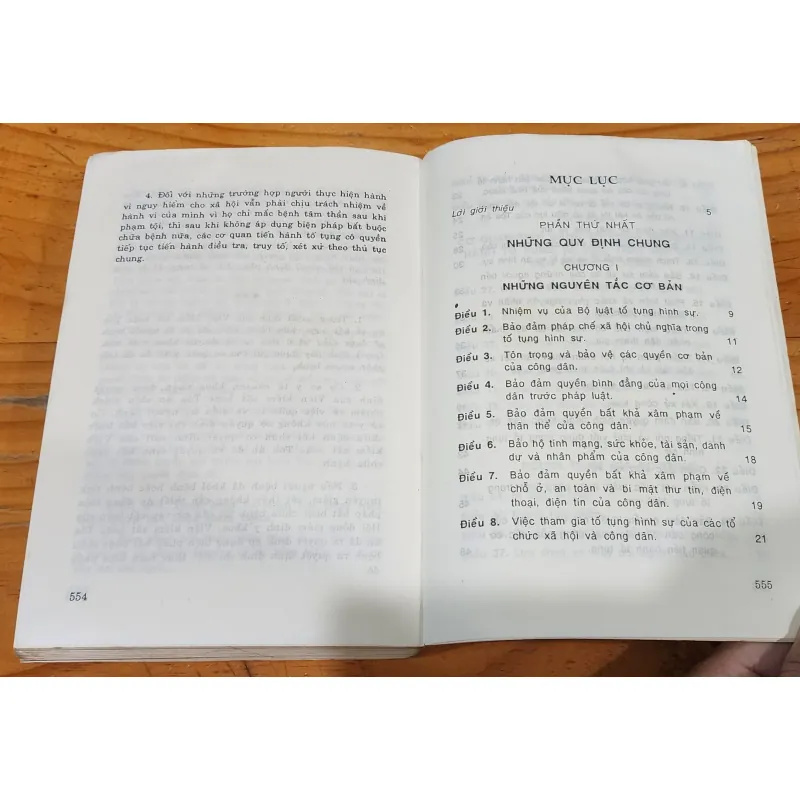 4. Đối với những trường hợp người thực hiện hành
vi nguy hiểm cho xã hội vẫn phải chịu trách nhiệm về
hành vi của mình vì họ chỉ mắc bệnh tâm thần sau khi
phạm tội, thì sau khi không áp dụng biện pháp bắt buộc
chữa bệnh nữa, các cơ quan tiến hành tố tụng có quyền
tiếp tục tiến hành điều tra, truy tố, xét xử theo thủ tục
chung.
554
MỤC LỤC
Lời giới thiệu 5
PHẦN THỨ NHẤT
NHỮNG QUY ĐỊNH CHUNG
CHƯƠNG I
NHỮNG NGUYÊN TẮC CƠ BẢN
Điều 1. Nhiệm vụ của Bộ luật tố tụng hình sự. 9
Điều 2. Bảo đảm pháp chế xã hội chủ nghĩa trong
tố tụng hình sự. 11
Điều 3. Tôn trọng và bảo vệ các quyền cơ bản
của công dân. 12
Điều 4. Bảo đảm quyền bình đẳng của mọi công
dân trước pháp luật. 14
Điều 5. Bảo đảm quyền bất khả xâm phạm về
thân thể của công dân. 15
Điều 6. Bảo hộ tính mạng, sức khỏe, tài sản, danh
dự và nhân phẩm của công dân. 18
Điều 7. Bảo đảm quyền bất khả xâm phạm về
chỗ ở, an toàn và bí mật thư tín, điện
thoại, điện tín của công dân. 19
Điều 8. Việc tham gia tố tụng hình sự của các tổ
chức xã hội và công dân. 21
555